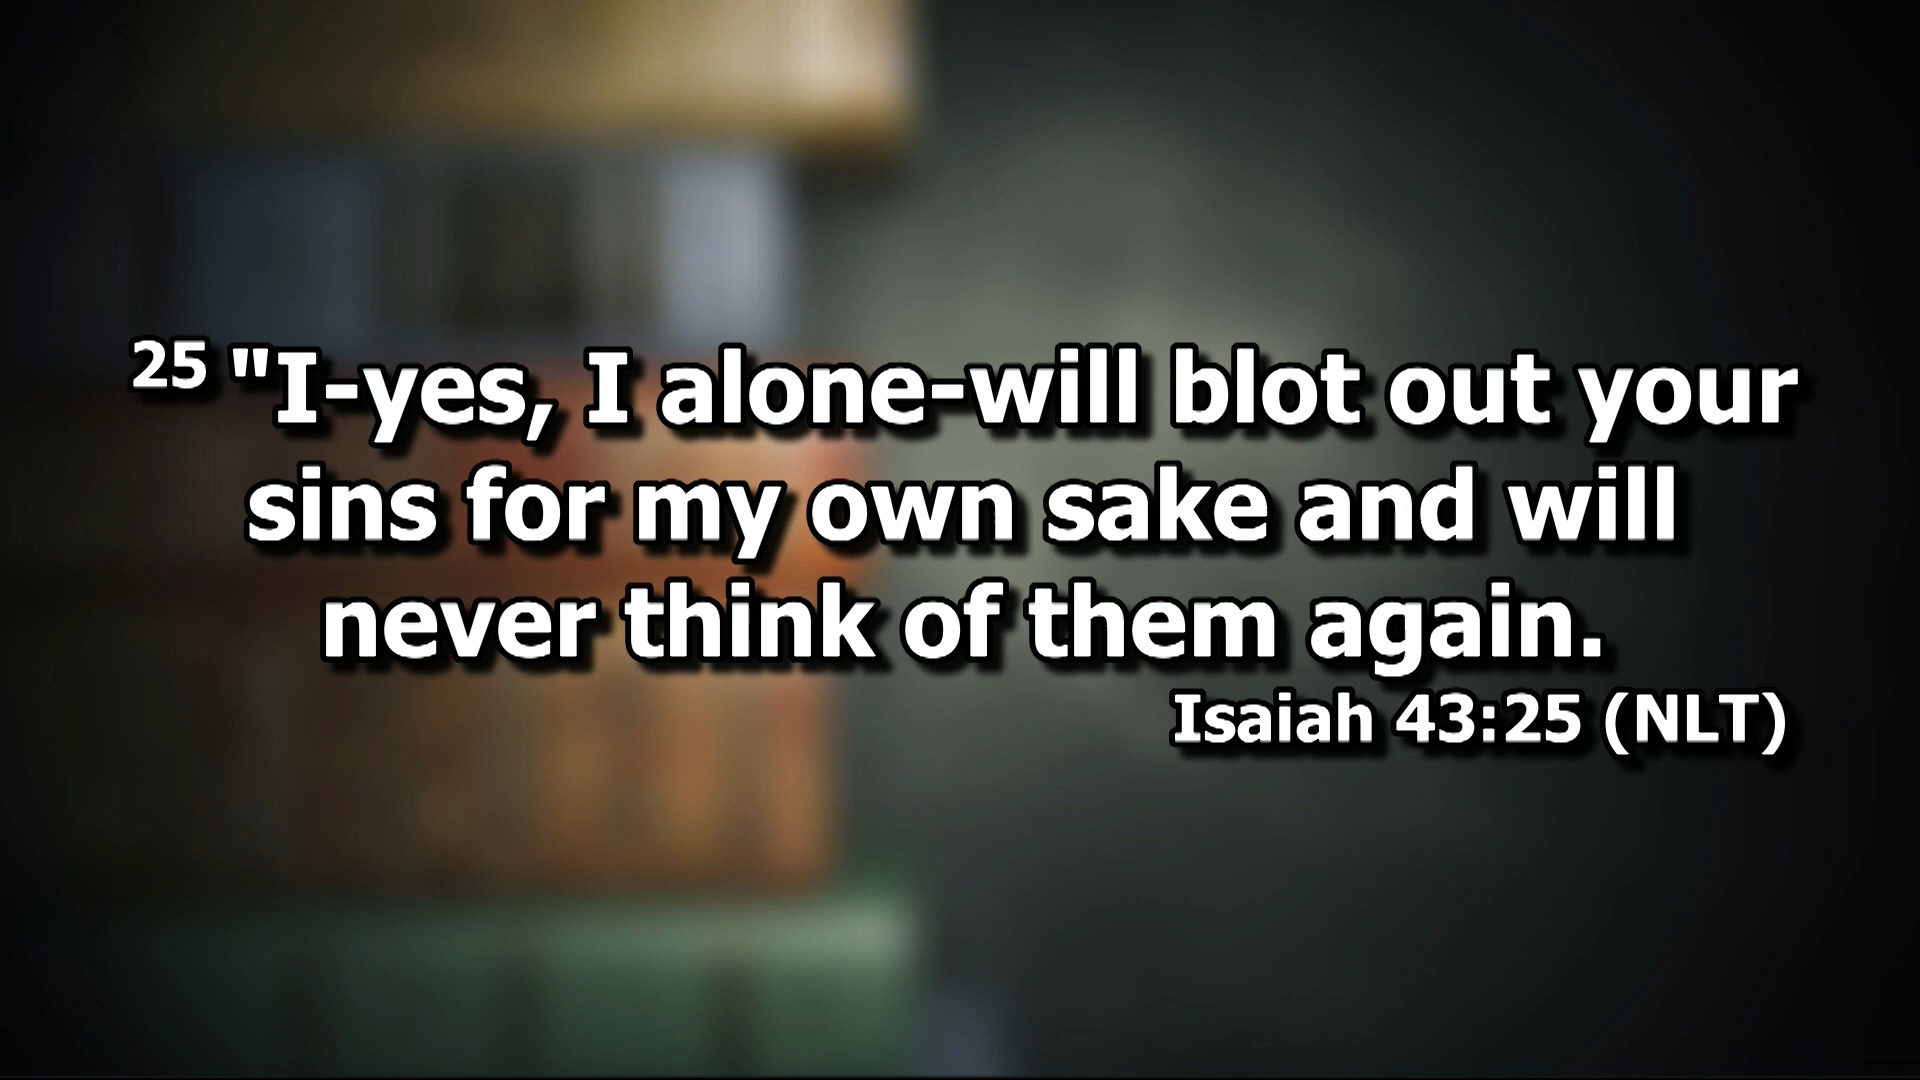 25 "I-yes, I alone-will blot out your
sins for my own sake and will
never think of them again.
Isaiah 43:25 (NLT)